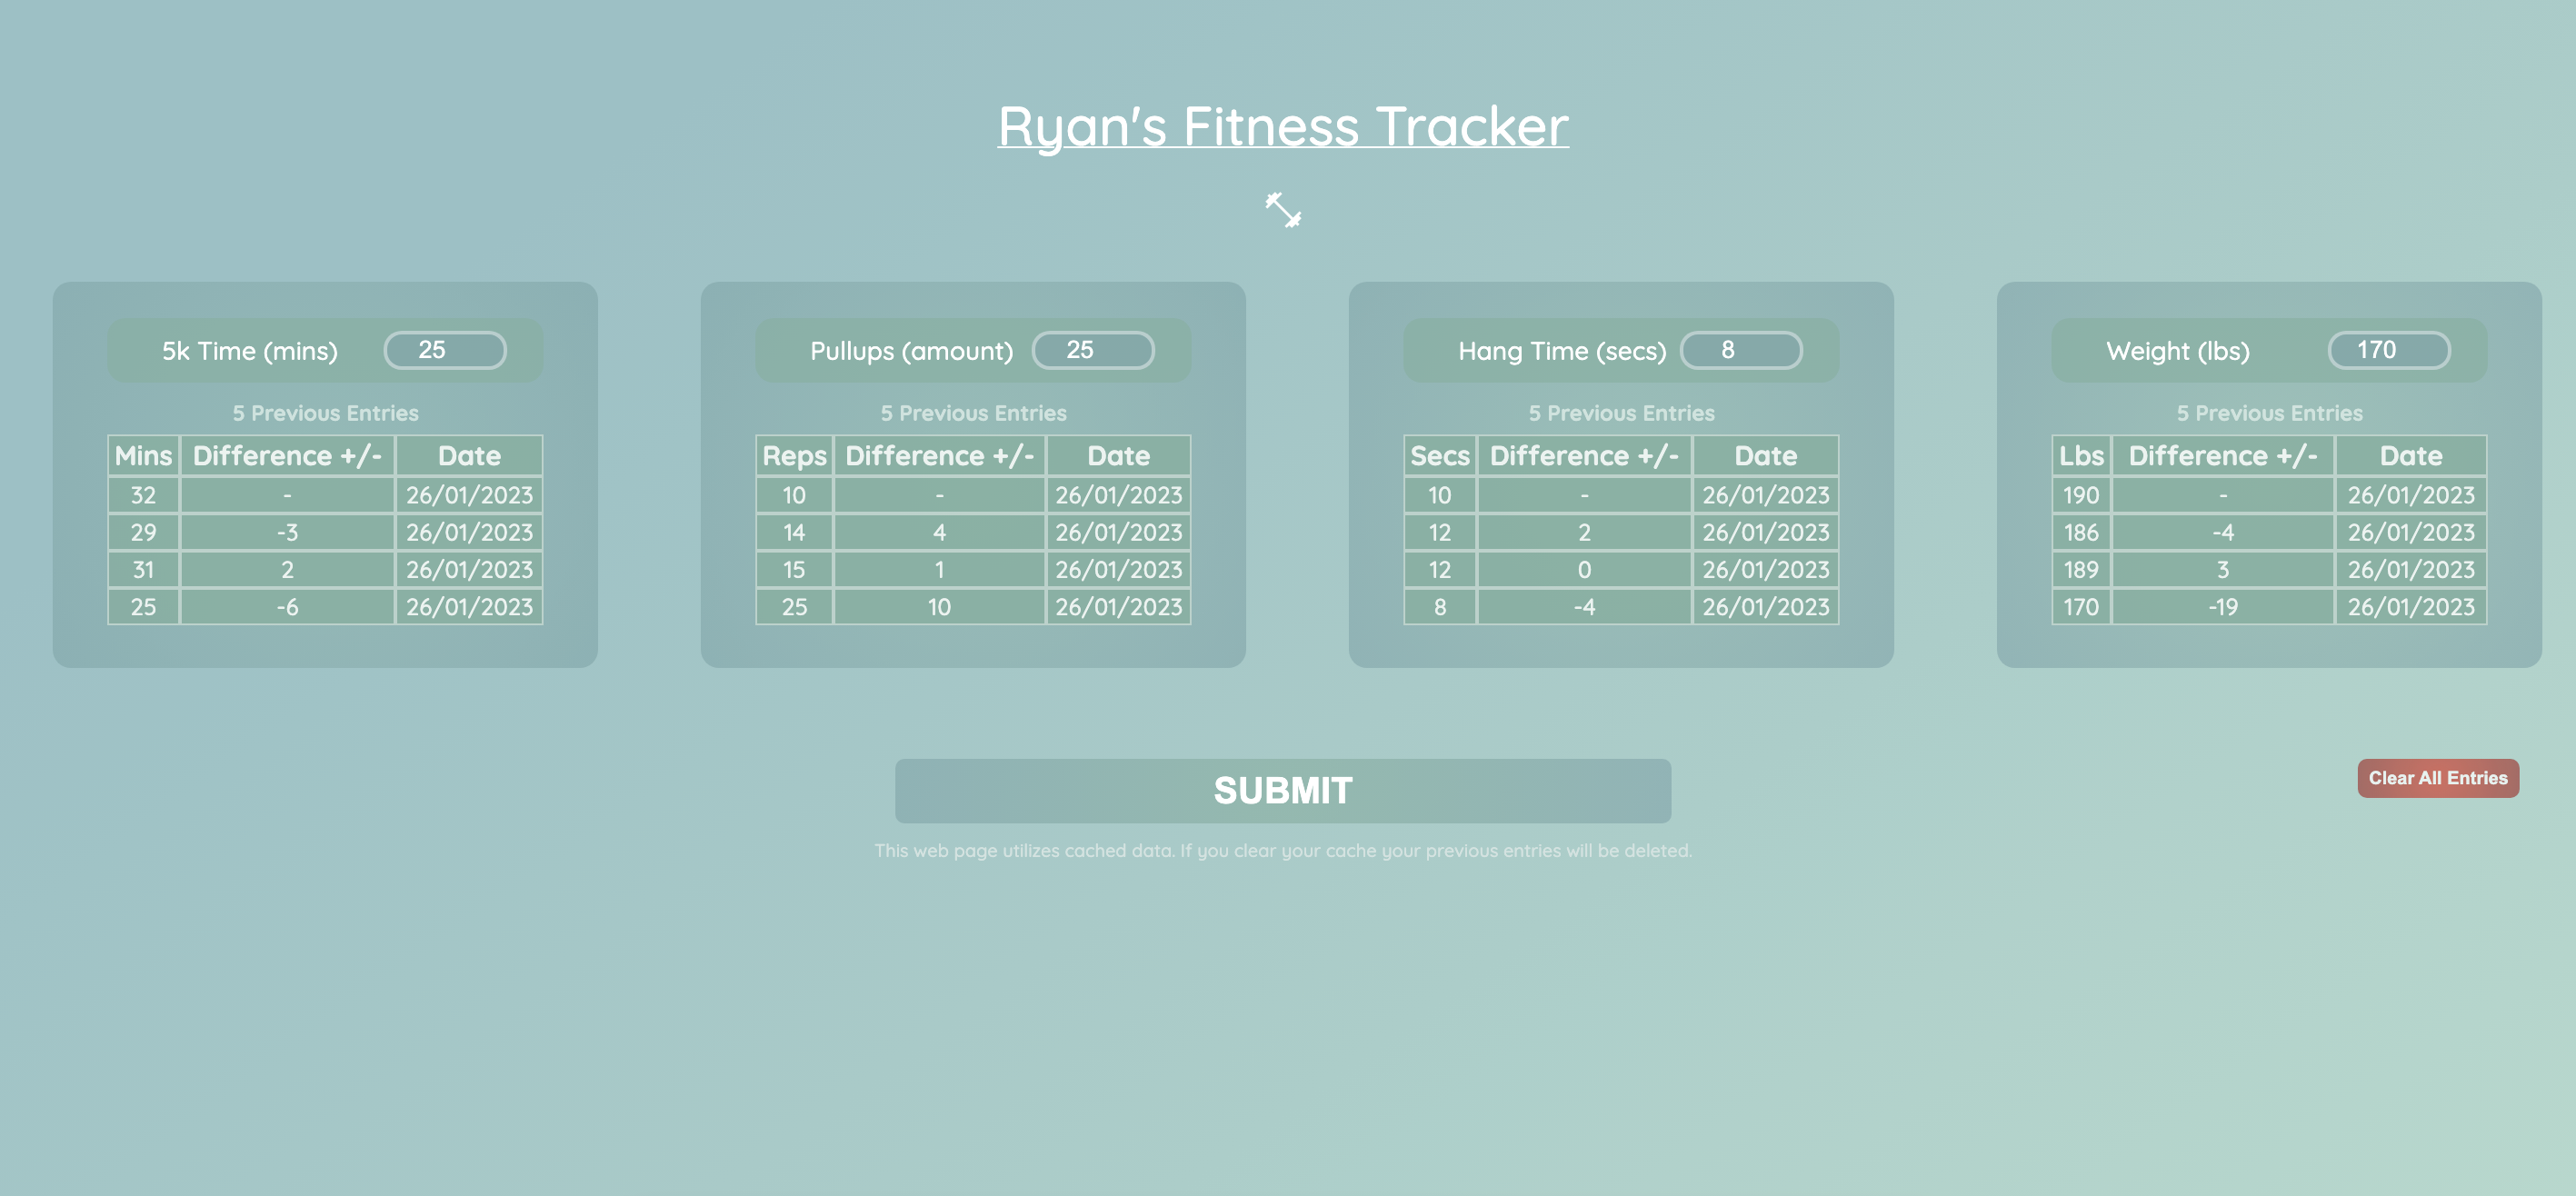 Ryan's Fitness Tracker
5k Time (mins) 25
5 Previous Entries
Mins Difference +/- Date
32 - 26/01/2023
29 -3 26/01/2023
31 2 26/01/2023
25 -6 26/01/2023
Pullups (amount) 25
5 Previous Entries
Reps Difference +/- Date
10 - 26/01/2023
14 4 26/01/2023
15 1 26/01/2023
25 10 26/01/2023
Hang Time (secs) 8
5 Previous Entries
Secs Difference +/- Date
10 - 26/01/2023
12 2 26/01/2023
12 0 26/01/2023
8 -4 26/01/2023
Weight (lbs) 170
5 Previous Entries
Lbs Difference +/- Date
190 - 26/01/2023
186 -4 26/01/2023
189 3 26/01/2023
170 -19 26/01/2023
SUBMIT
Clear All Entries
This web page utilizes cached data. If you clear your cache your previous entries will be deleted.